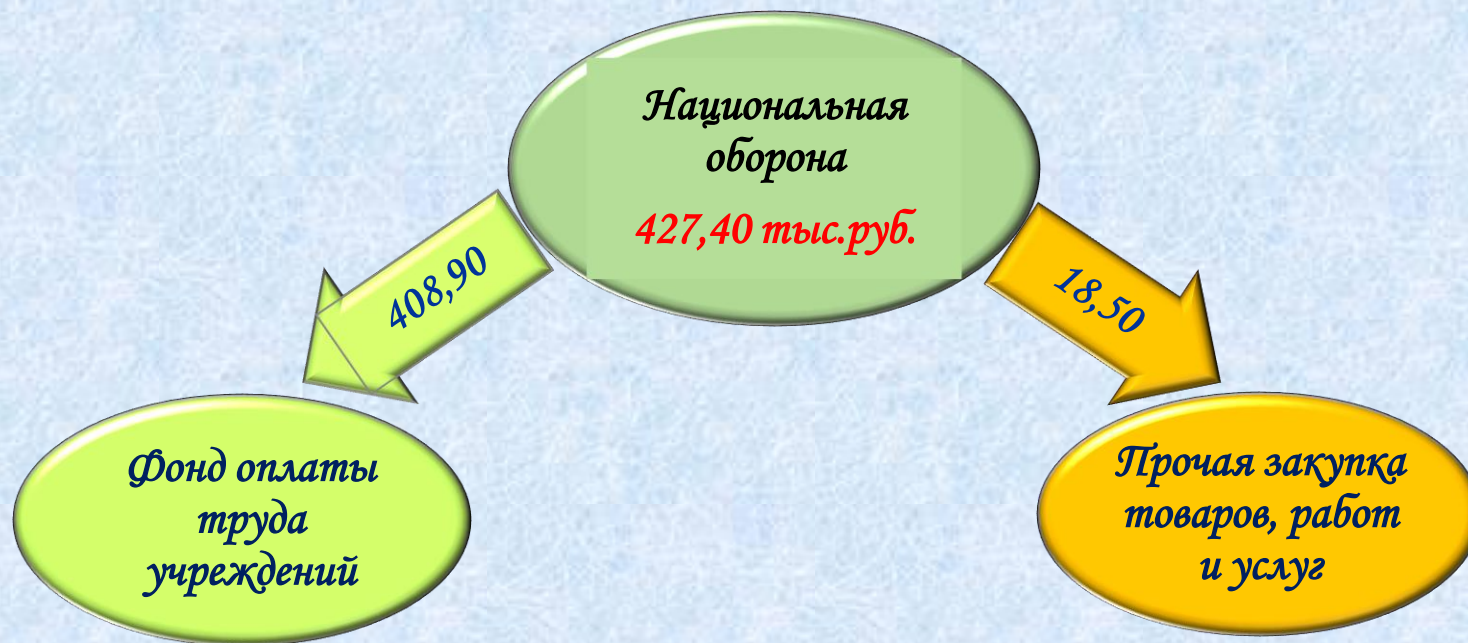 Национальная
оборона
427,40 тыс.руб.
408,90
18,50
Фонд оплаты
труда
учреждений
Прочая закупка
товаров, работ
и услуг